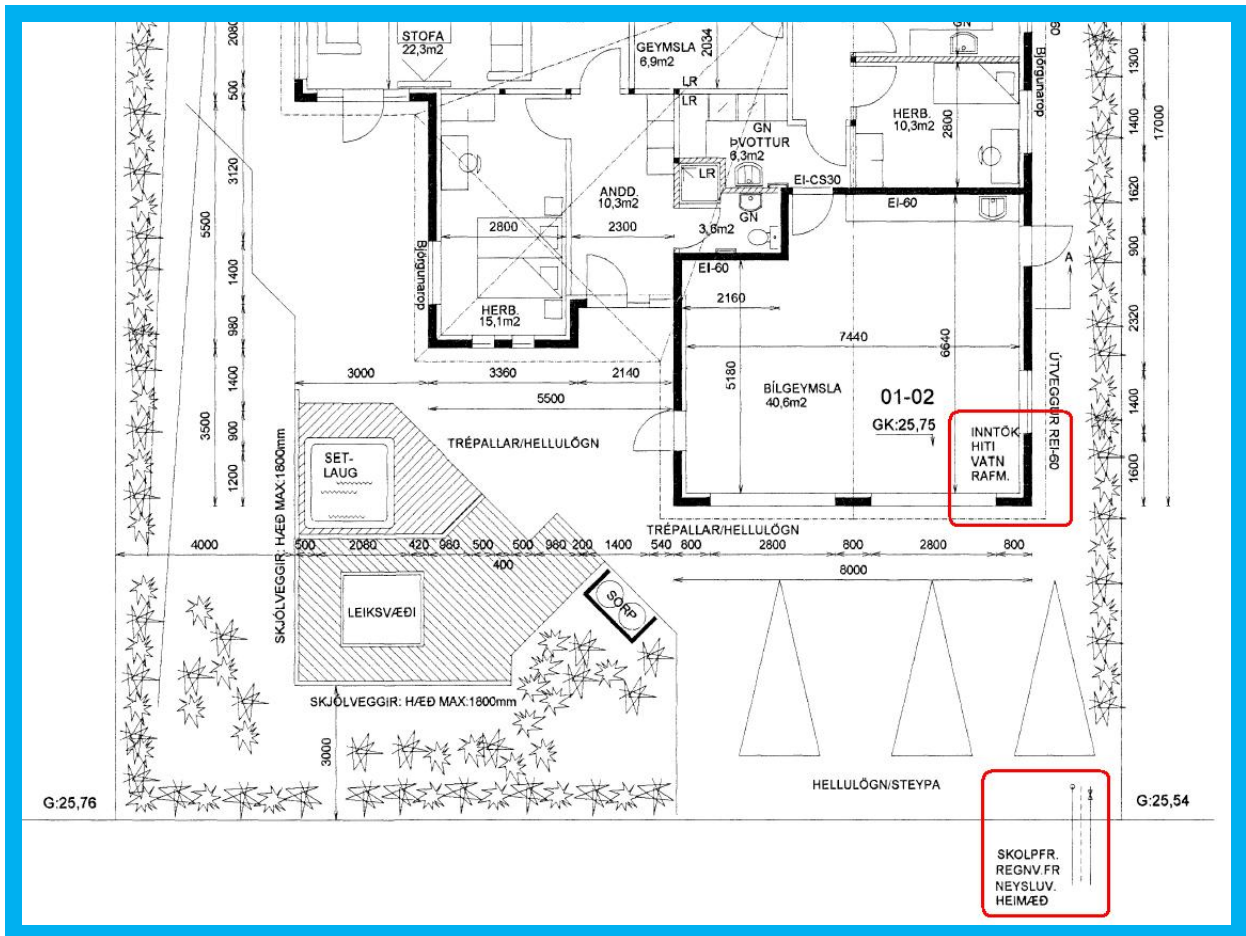 2080
STOFA
22,3m2
GEYMSLA
6,9m2
2034
LR
GN
60
Björgunarop
1300
500
LR
GN
ÞVOTTUR
6,3m2
HERB.
10,3m2
2800
1400
17000
3120
LR
EI-CS30
1620
5500
ANDD.
10,3m2
GN
3,6m2
EI-60
2800
2300
900
1400
Björgunarop
EI-60
A
2160
HERB.
15,1m2
980
7440
6640
2320
3000
3360
2140
5180
1400
5500
BÍLGEYMSLA
40,6m2
01-02
GK:25,75
ÚTVEGGUR REI-60
1400
3500
900
TRÉPALLAR/HELLULÖGN
SET-
LAUG
INNTÖK
HITI
VATN
RAFM.
1200
1600
SKJÓLVEGGIR: HÆÐ MAX:1800mm
TRÉPALLAR/HELLULÖGN
4000
500
2080
420
980
500
500
980
200
1400
540
800
2800
800
2800
800
400
8000
LEIKSVÆÐI
SORP
SKJÓLVEGGIR: HÆÐ MAX:1800mm
3000
HELLULÖGN/STEYPA
G:25,76
G:25,54
SKOLPFR.
REGNV.FR
NEYSLUV.
HEIMÆÐ